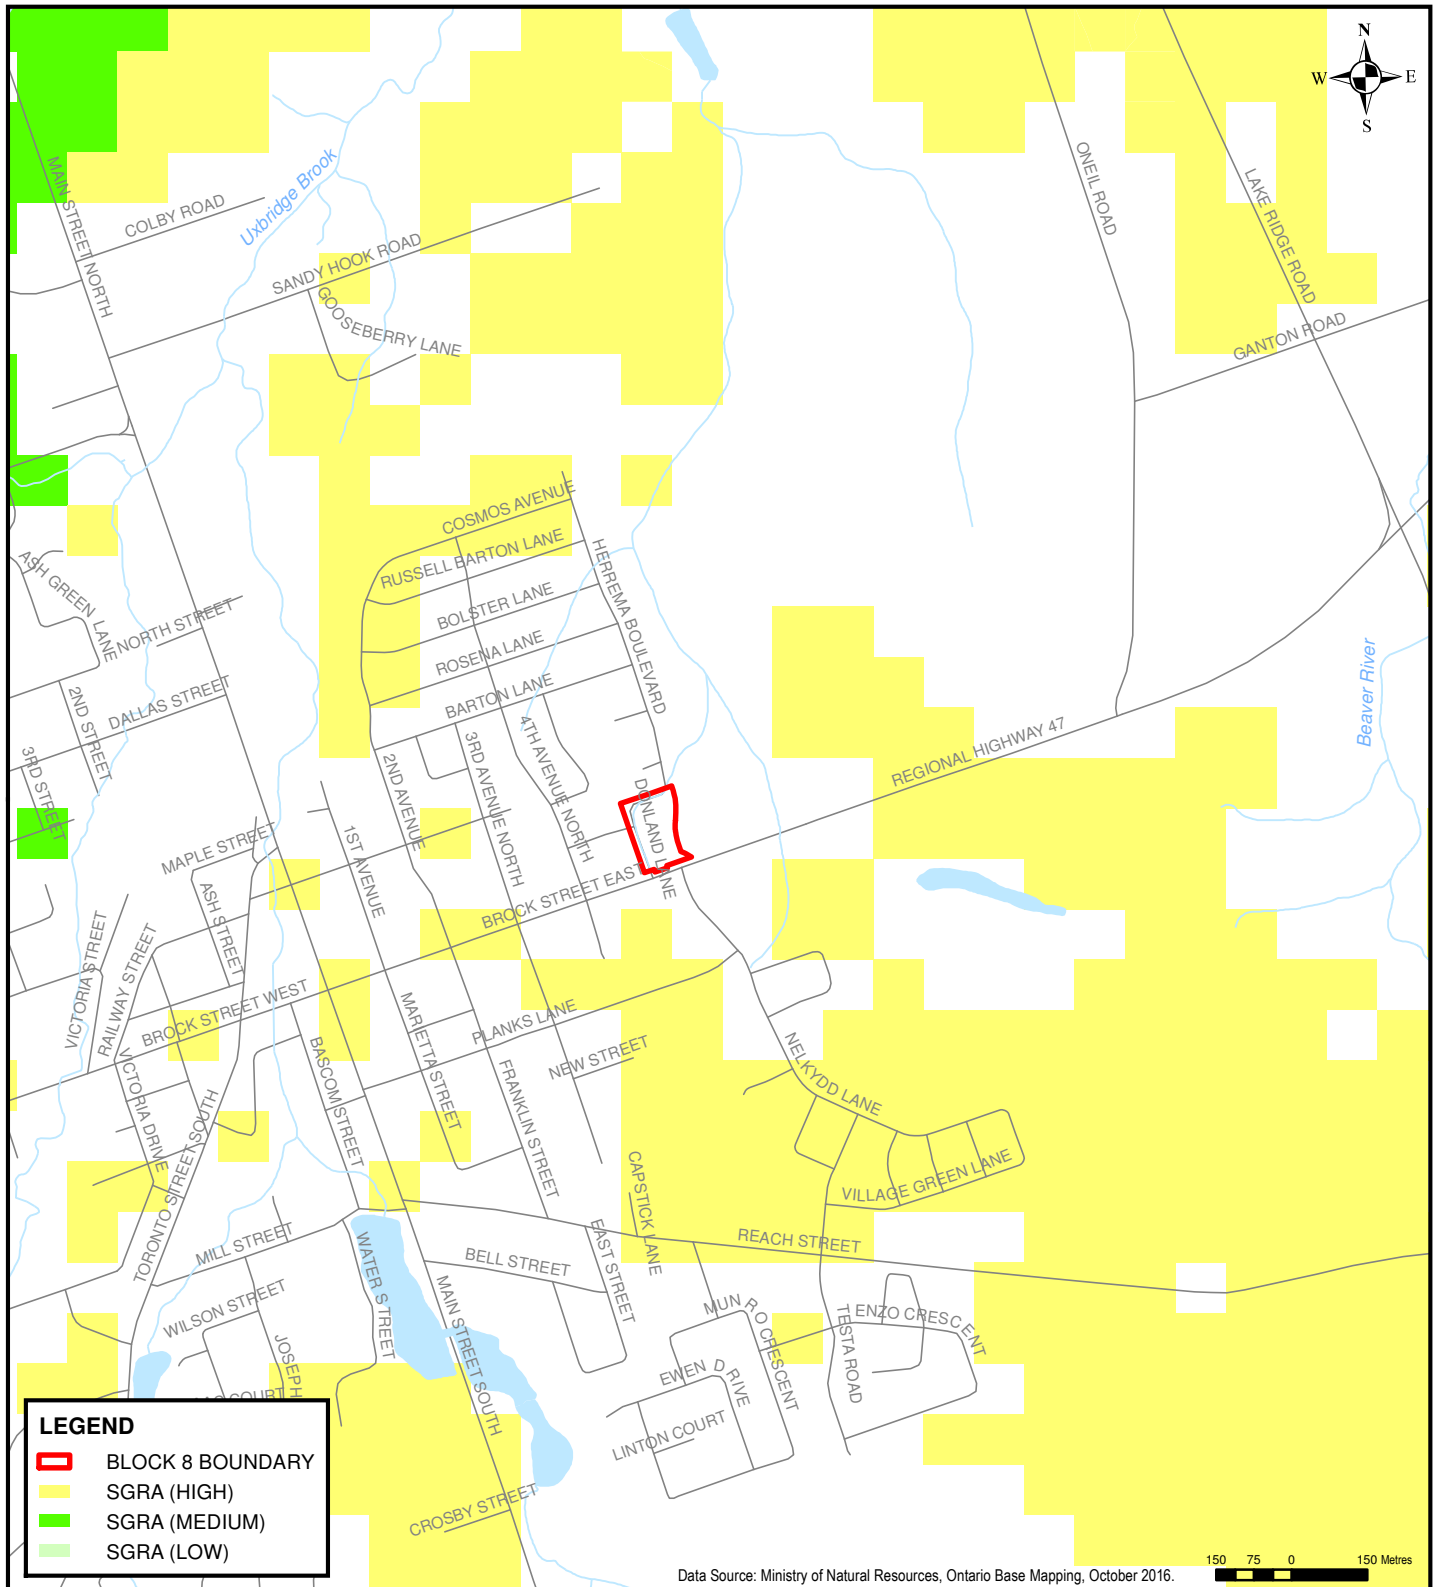 N
W E
S
MAIN STREET NORTH
COLBY ROAD
Uxbridge Brook
SANDY HOOK ROAD
GOOSEBERRY LANE
ONEIL ROAD
LAKE RIDGE ROAD
GANTON ROAD
COSMOS AVENUE
RUSSELL BARTON LANE
BOLSTER LANE
ROSENA LANE
BARTON LANE
HERREMA BOULEVARD
ASH GREEN LANE
NORTH STREET
DALLAS STREET
2ND STREET
3RD STREET
2ND AVENUE
3RD AVENUE NORTH
4TH AVENUE NORTH
DONLAND LANE
REGIONAL HIGHWAY 47
Beaver River
MAPLE STREET
1ST AVENUE
ASH STREET
BROCK STREET EAST
VICTORIA STREET
RAILWAY STREET
BROCK STREET WEST
MARIETTA STREET
PLANKS LANE
NEW STREET
NELKYDD LANE
VICTORIA DRIVE
BASCOM STREET
FRANKLIN STREET
TORONTO STREET SOUTH
CAPSTICK LANE
VILLAGE GREEN LANE
REACH STREET
MILL STREET
WATER STREET
BELL STREET
EAST STREET
WILSON STREET
JOSEPH
MAIN STREET SOUTH
MUNRO CRESCENT
TESTA ROAD
ENZO CRESCENT
EWEN DRIVE
LINTON COURT
COURT
CROSBY STREET
LEGEND
BLOCK 8 BOUNDARY
SGRA (HIGH)
SGRA (MEDIUM)
SGRA (LOW)
150 75 0 150 Metres
Data Source: Ministry of Natural Resources, Ontario Base Mapping, October 2016.